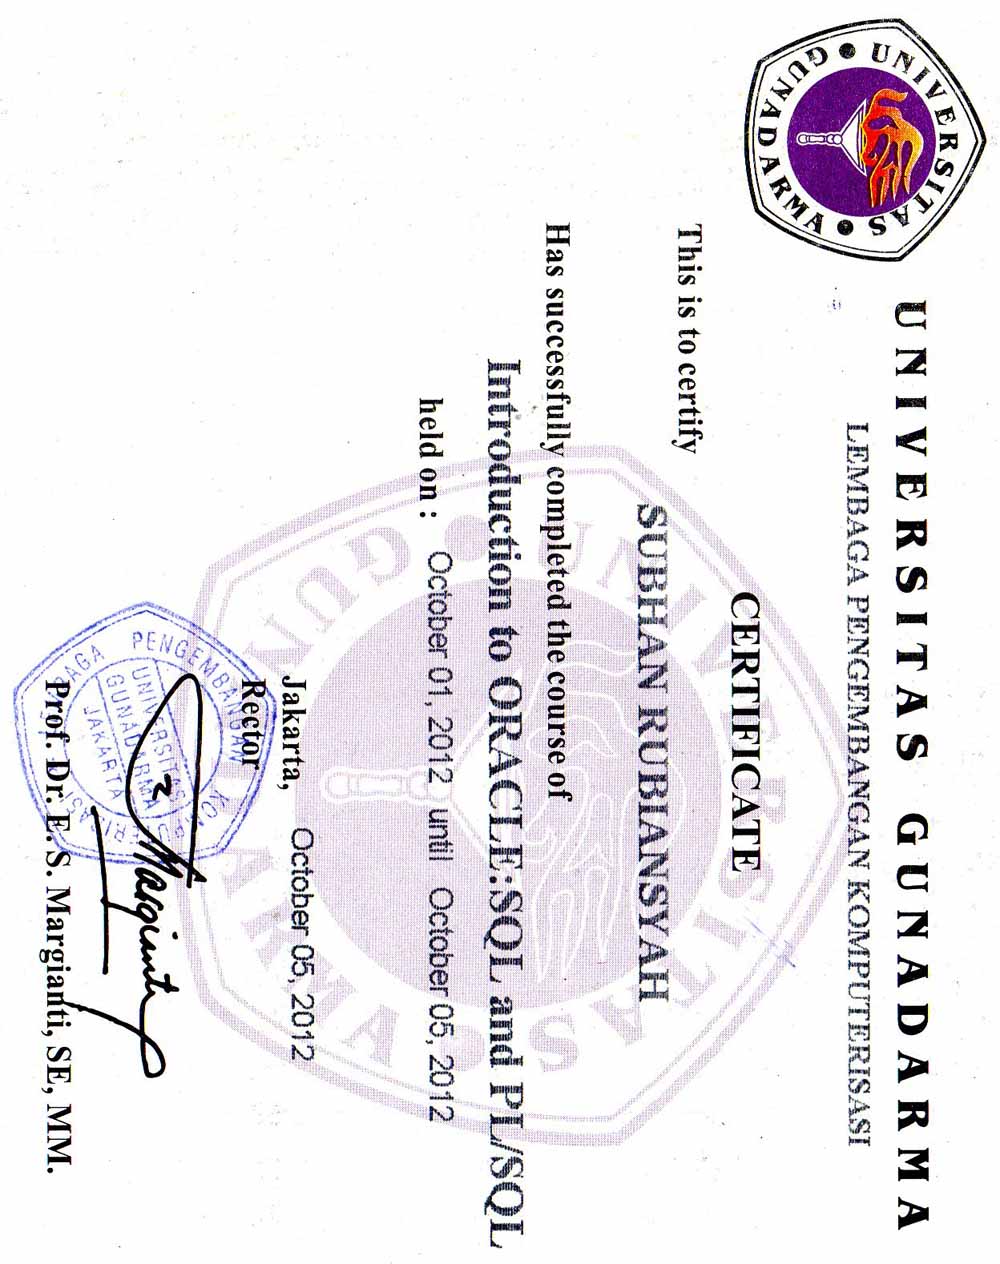 UNIVERSITAS GUNADARMA
UNIVERSITAS GUNADARMA
LEMBAGA PENGEMBANGAN KOMPUTERISASI
UNIVERSITAS GUNADARMA
CERTIFICATE
This is to certify
SUBHAN RUBIANSYAH
Has successfully completed the course of
Introduction to ORACLE:SQL and PL/SQL
held on : October 01, 2012 until October 05, 2012
Jakarta, October 05, 2012
Rector
LEMBAGA PENGEMBANGAN KOMPUTERISASI
UNIVERSITAS
GUNADARMA
JAKARTA
Margianti
Prof. Dr. E. S. Margianti, SE, MM.